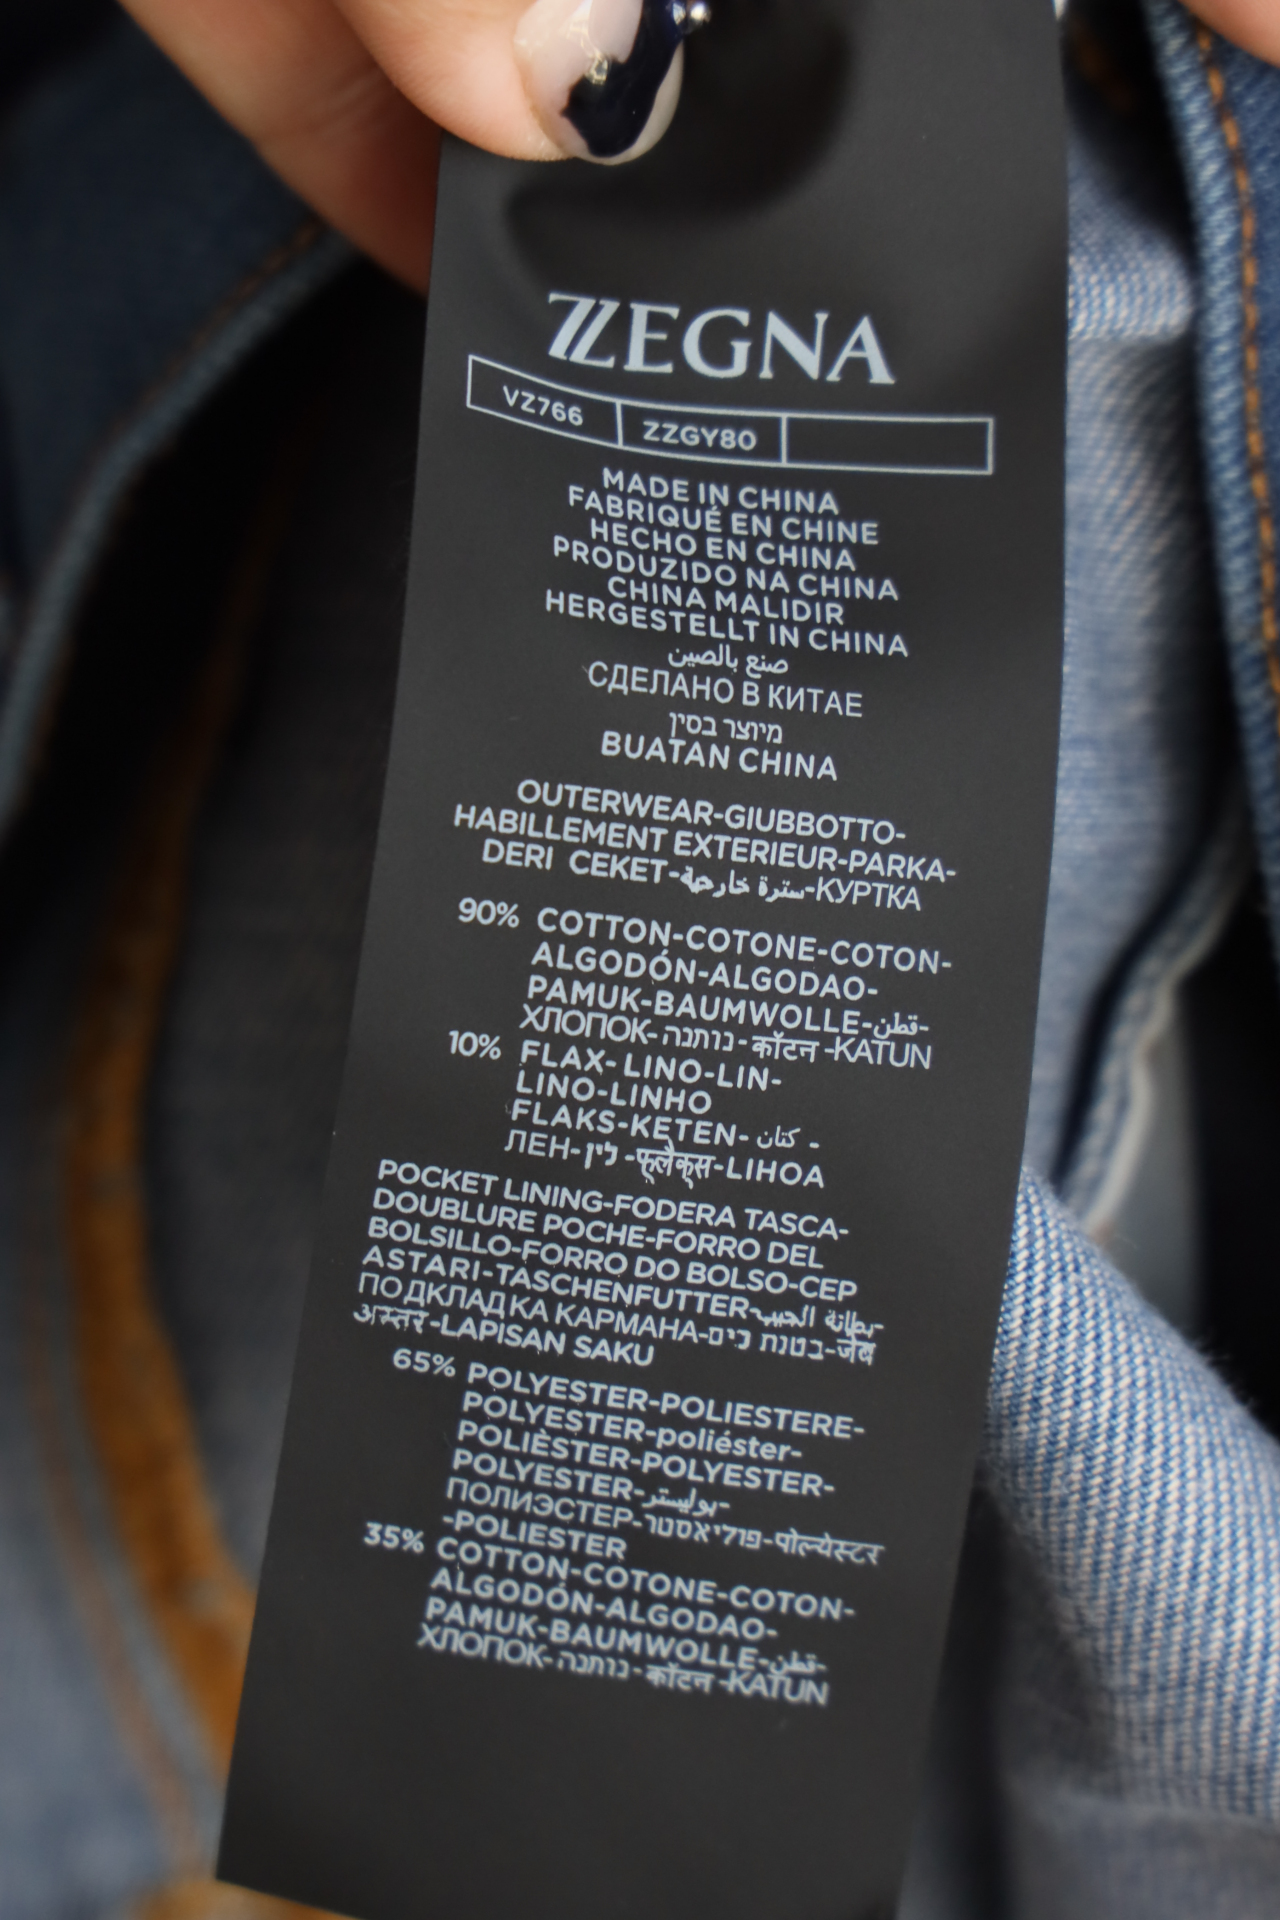 ZZEGNA
VZ766 ZZGY80
MADE IN CHINA
FABRIQUÉ EN CHINE
HECHO EN CHINA
PRODUZIDO NA CHINA
CHINA MALIDIR
HERGESTELLT IN CHINA
صنع بالصين
СДЕЛАНО В КИТАЕ
מיוצר בסין
BUATAN CHINA
OUTERWEAR-GIUBBOTTO-
HABILLEMENT EXTERIEUR-PARKA-
DERI CEKET-سترة خارجة-КУРТКА
90% COTTON-COTONE-COTON-
ALGODÓN-ALGODAO-
PAMUK-BAUMWOLLE-قطن-
ХЛОПОК-כותנה-कॉटन-KATUN
10% FLAX-LINO-LIN-
LINO-LINHO
FLAKS-KETEN-كتان-
ЛЕН-לין-फ्लैक्स-LIHOA
POCKET LINING-FODERA TASCA-
DOUBLURE POCHE-FORRO DEL
BOLSILLO-FORRO DO BOLSO-CEP
ASTARI-TASCHENFUTTER-بطانة الجيب-
ПОДКЛАДКА КАРМАНА-בטנת כיס-जेब
अस्तर-LAPISAN SAKU
65% POLYESTER-POLIESTERE-
POLYESTER-poliéster-
POLIÈSTER-POLYESTER-
POLYESTER-بوليستر-
ПОЛИЭСТЕР-פוליאסטר-पोल्येस्टर
-POLIESTER
35% COTTON-COTONE-COTON-
ALGODÓN-ALGODAO-
PAMUK-BAUMWOLLE-قطن-
ХЛОПОК-כותנה-कॉटन-KATUN